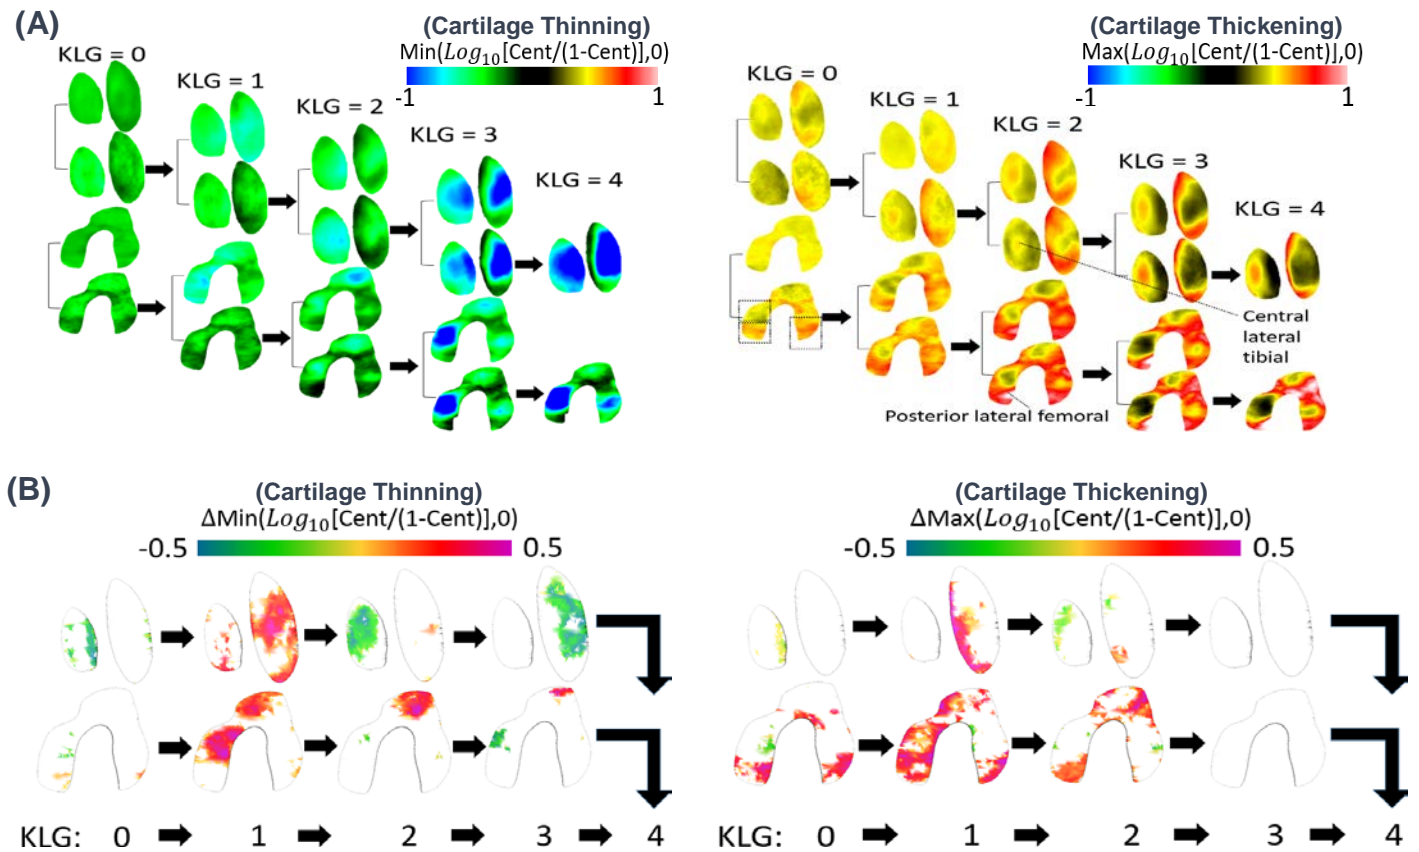 (A)
(Cartilage Thinning)
Min(Log10[Cent/(1-Cent)],0)
-1 1
KLG = 0
KLG = 1
KLG = 2
KLG = 3
KLG = 4
(Cartilage Thickening)
Max(Log10[Cent/(1-Cent)],0)
-1 1
KLG = 0
KLG = 1
KLG = 2
KLG = 3
KLG = 4
Central
lateral
tibial
Posterior lateral femoral
(B)
(Cartilage Thinning)
ΔMin(Log10[Cent/(1-Cent)],0)
-0.5 0.5
KLG: 0 1 2 3 4
(Cartilage Thickening)
ΔMax(Log10[Cent/(1-Cent)],0)
-0.5 0.5
KLG: 0 1 2 3 4